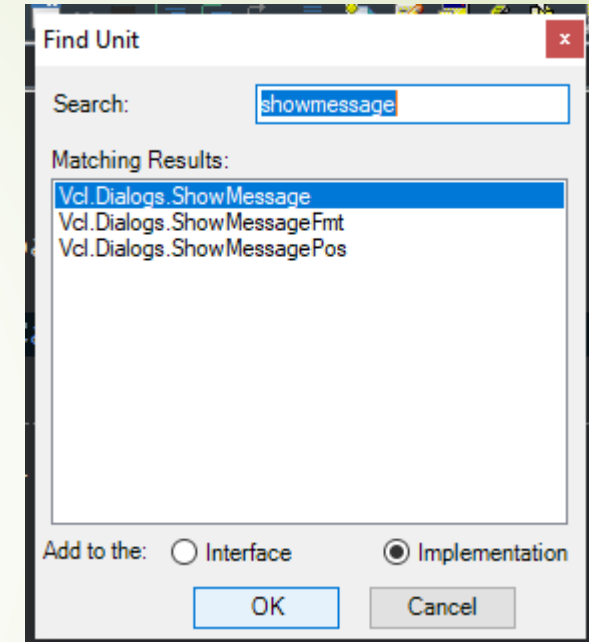 Find Unit
x
Search: showmessage
Matching Results:
Vcl.Dialogs.ShowMessage
Vcl.Dialogs.ShowMessageFmt
Vcl.Dialogs.ShowMessagePos
Add to the: Interface Implementation
OK Cancel